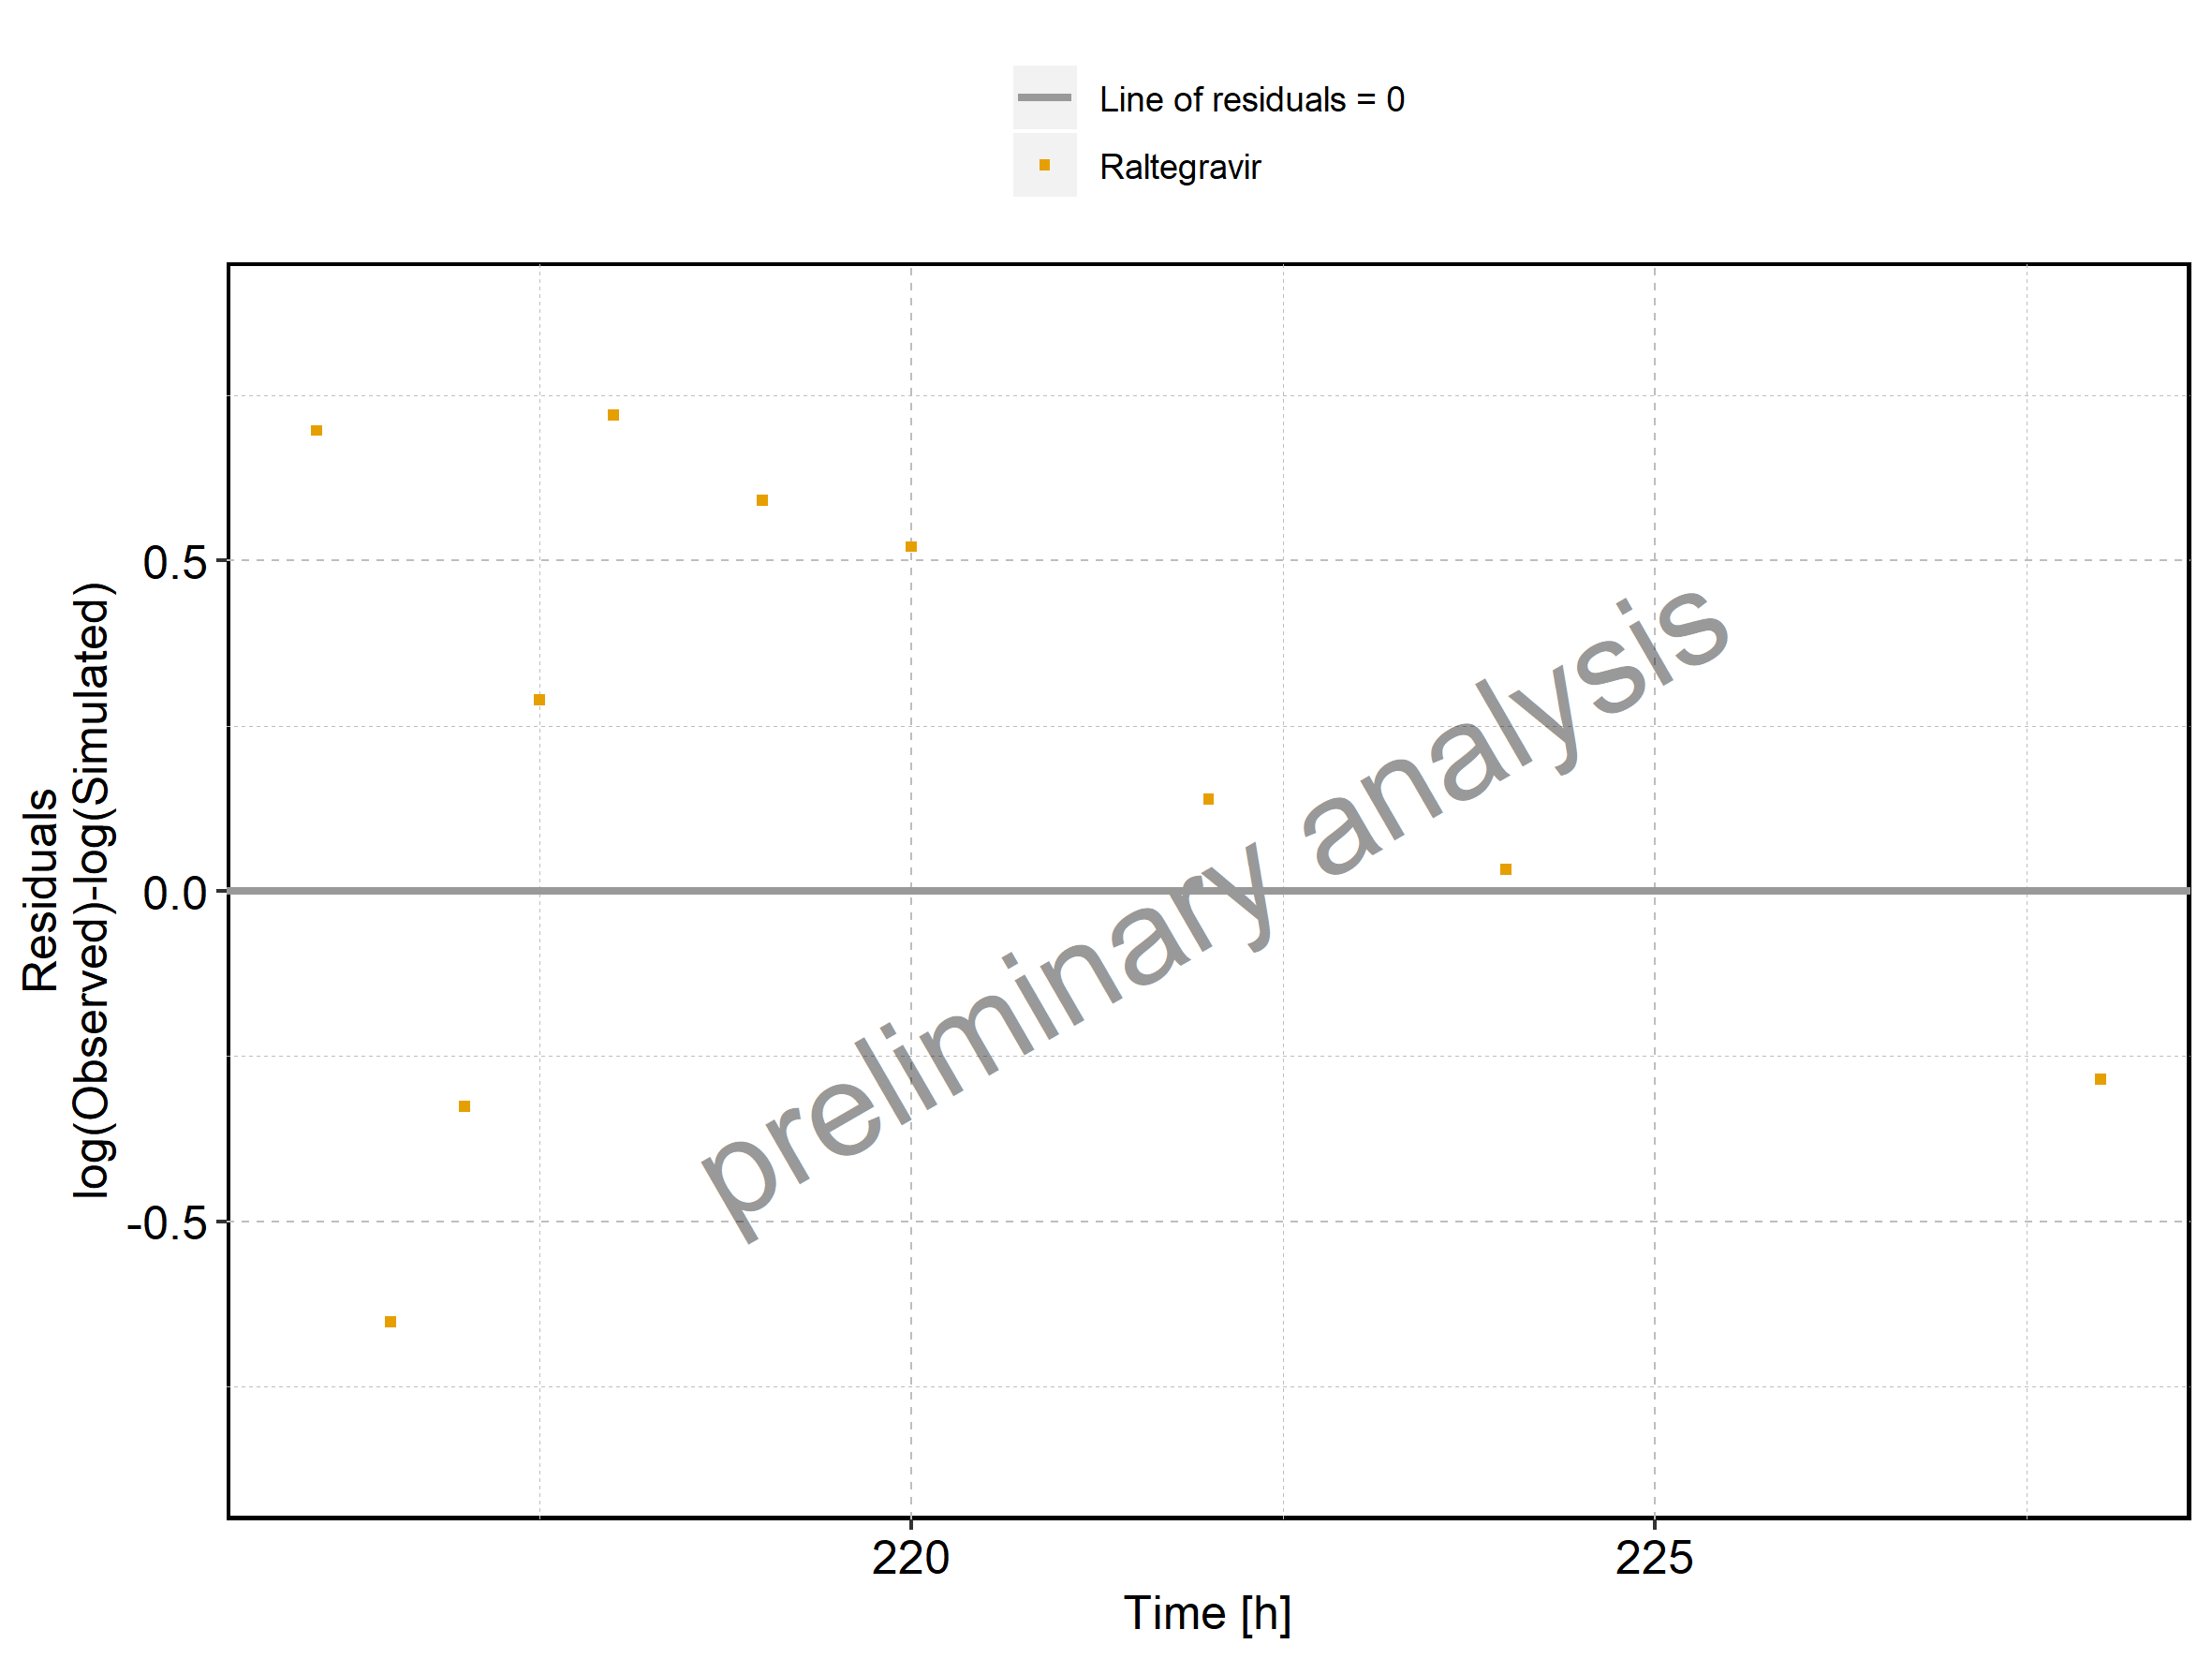 Line of residuals = 0
Raltegravir
Residuals
log(Observed)-log(Simulated)
0.5
0.0
-0.5
preliminary analysis
220
225
Time [h]